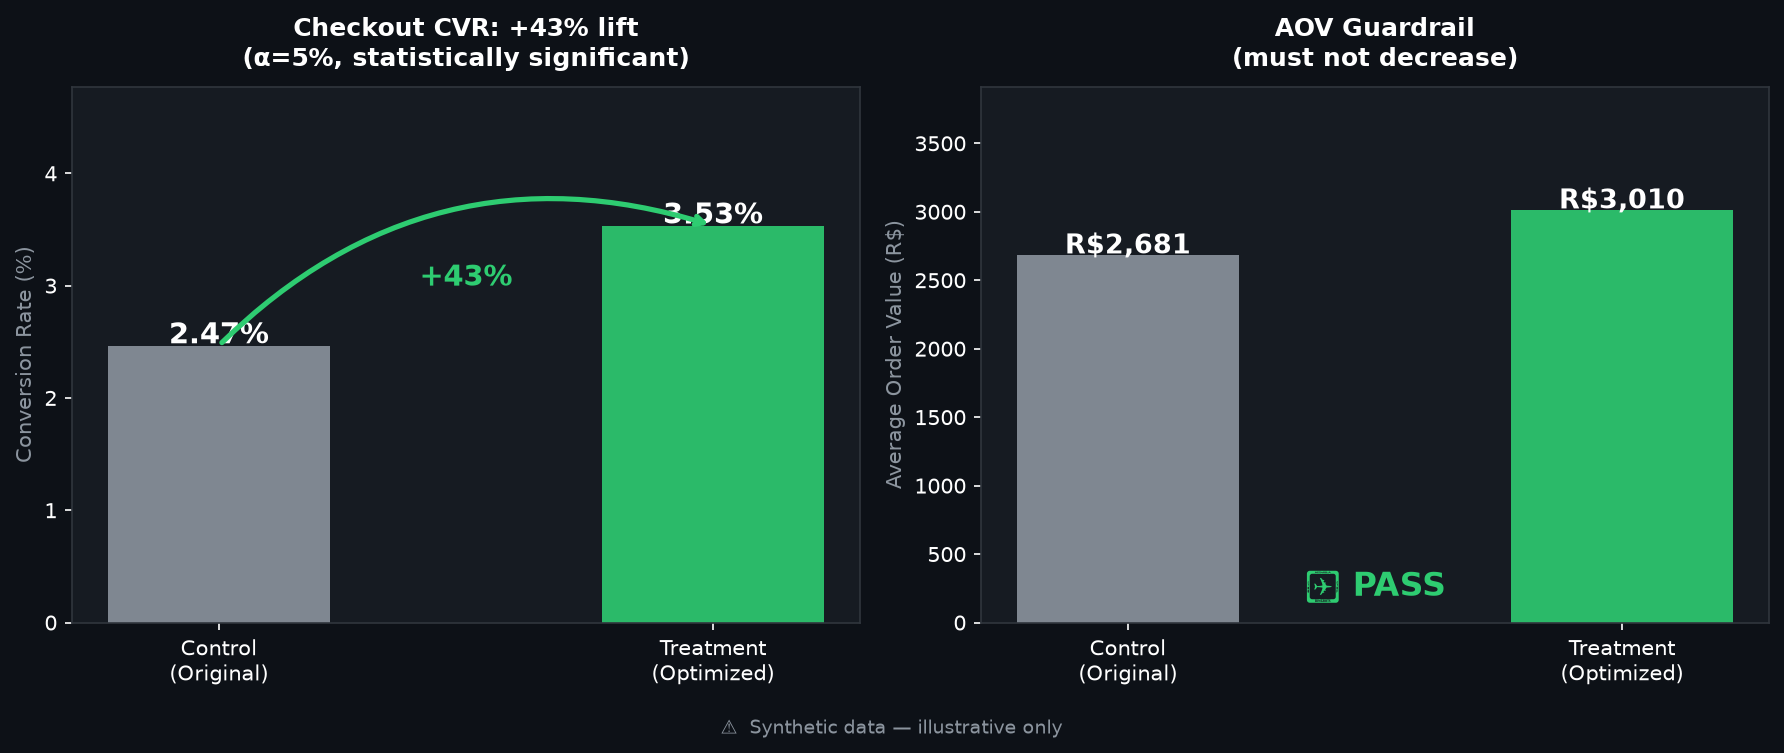 Checkout CVR: +43% lift
(α=5%, statistically significant)
Conversion Rate (%)
4
3
2
1
0
2.47%
+43%
3.53%
Control
(Original)
Treatment
(Optimized)
AOV Guardrail
(must not decrease)
Average Order Value (R$)
3500
3000
2500
2000
1500
1000
500
0
R$2,681
R$3,010
PASS
Control
(Original)
Treatment
(Optimized)
⚠ Synthetic data — illustrative only